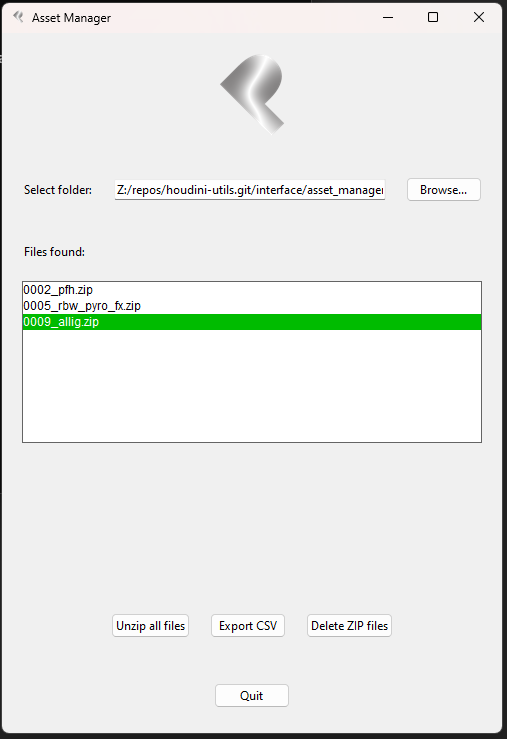 Asset Manager
Select folder: Z:/repos/houdini-utils.git/interface/asset_manager Browse...
Files found:
0002_pfh.zip
0005_rbw_pyro_fx.zip
0009_allig.zip
Unzip all files Export CSV Delete ZIP files
Quit